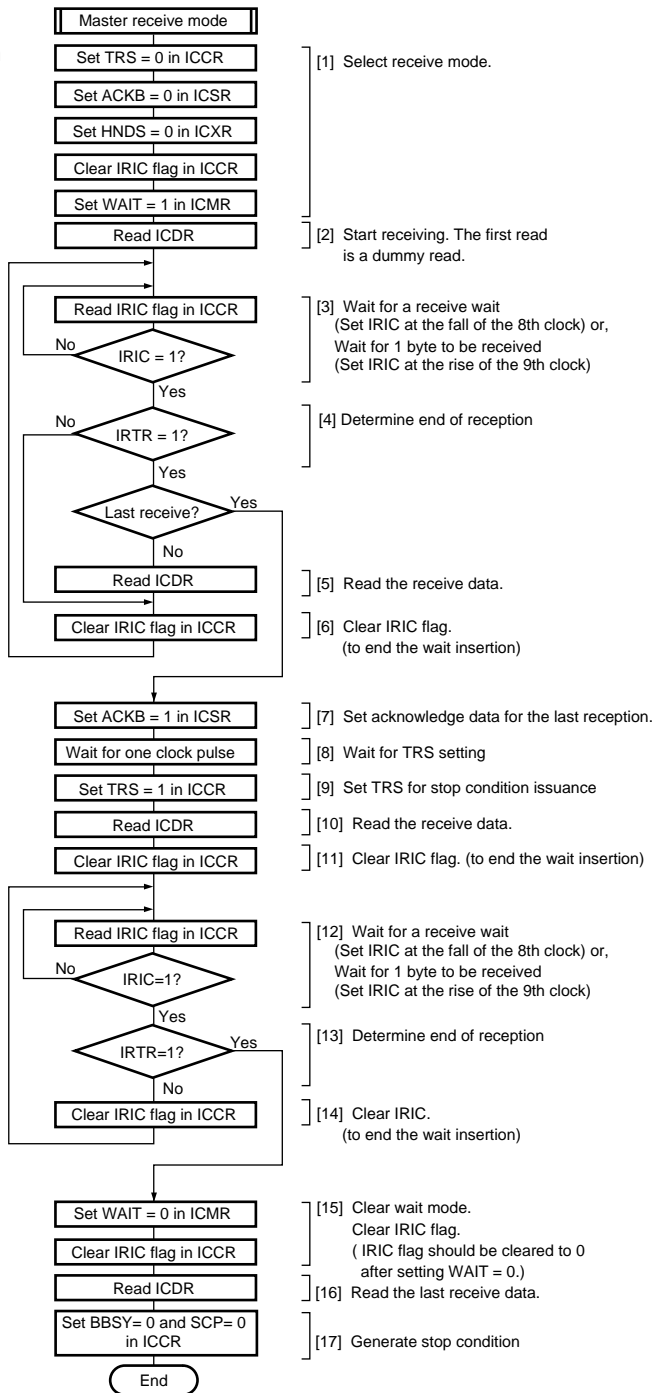 Master receive mode
Set TRS = 0 in ICCR
[1] Select receive mode.
Set ACKB = 0 in ICSR
Set HNDS = 0 in ICXR
Clear IRIC flag in ICCR
Set WAIT = 1 in ICMR
Read ICDR
[2] Start receiving. The first read
is a dummy read.
Read IRIC flag in ICCR
[3] Wait for a receive wait
(Set IRIC at the fall of the 8th clock) or,
Wait for 1 byte to be received
(Set IRIC at the rise of the 9th clock)
No
IRIC = 1?
Yes
No
IRTR = 1?
[4] Determine end of reception
Yes
Last receive?
Yes
No
Read ICDR
[5] Read the receive data.
Clear IRIC flag in ICCR
[6] Clear IRIC flag.
(to end the wait insertion)
Set ACKB = 1 in ICSR
[7] Set acknowledge data for the last reception.
Wait for one clock pulse
[8] Wait for TRS setting
Set TRS = 1 in ICCR
[9] Set TRS for stop condition issuance
Read ICDR
[10] Read the receive data.
Clear IRIC flag in ICCR
[11] Clear IRIC flag. (to end the wait insertion)
Read IRIC flag in ICCR
[12] Wait for a receive wait
(Set IRIC at the fall of the 8th clock) or,
Wait for 1 byte to be received
(Set IRIC at the rise of the 9th clock)
No
IRIC=1?
Yes
IRTR=1?
Yes
[13] Determine end of reception
No
Clear IRIC flag in ICCR
[14] Clear IRIC.
(to end the wait insertion)
Set WAIT = 0 in ICMR
[15] Clear wait mode.
Clear IRIC flag.
( IRIC flag should be cleared to 0
after setting WAIT = 0.)
Clear IRIC flag in ICCR
Read ICDR
[16] Read the last receive data.
Set BBSY= 0 and SCP= 0
in ICCR
[17] Generate stop condition
End